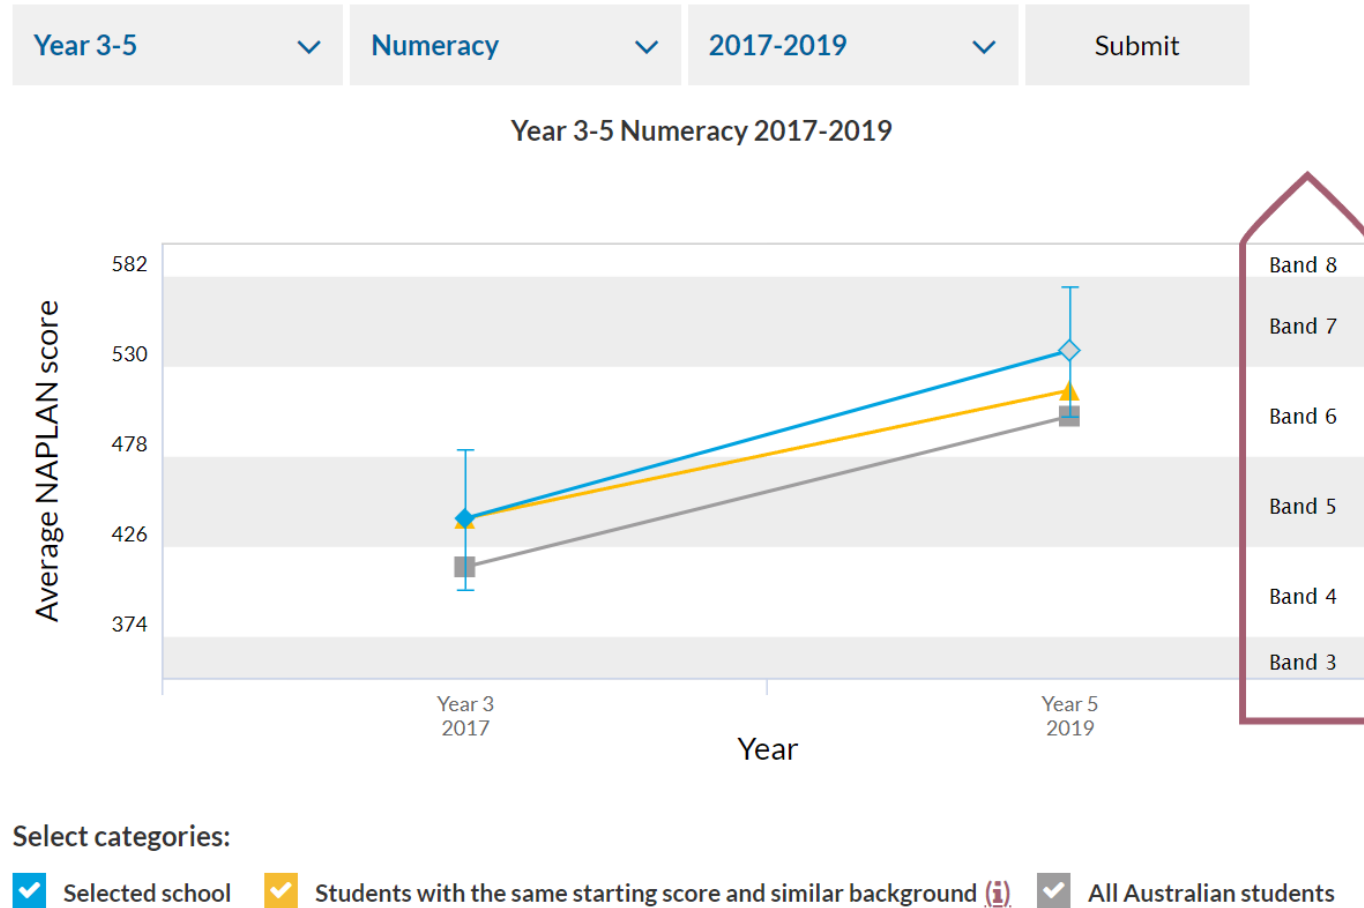 Year 3-5 Numeracy 2017-2019 Submit
Year 3-5 Numeracy 2017-2019
582
530
478
426
374
Average NAPLAN score
Band 8
Band 7
Band 6
Band 5
Band 4
Band 3
Year 3
2017
Year 5
2019
Year
Select categories:
Selected school Students with the same starting score and similar background (i) All Australian students